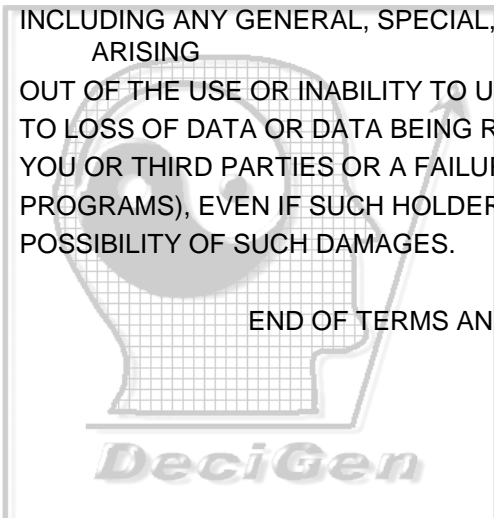 INCLUDING ANY GENERAL, SPECIAL,
ARISING
OUT OF THE USE OR INABILITY TO U
TO LOSS OF DATA OR DATA BEING R
YOU OR THIRD PARTIES OR A FAILU
PROGRAMS), EVEN IF SUCH HOLDER
POSSIBILITY OF SUCH DAMAGES.
END OF TERMS AN
DeciGen